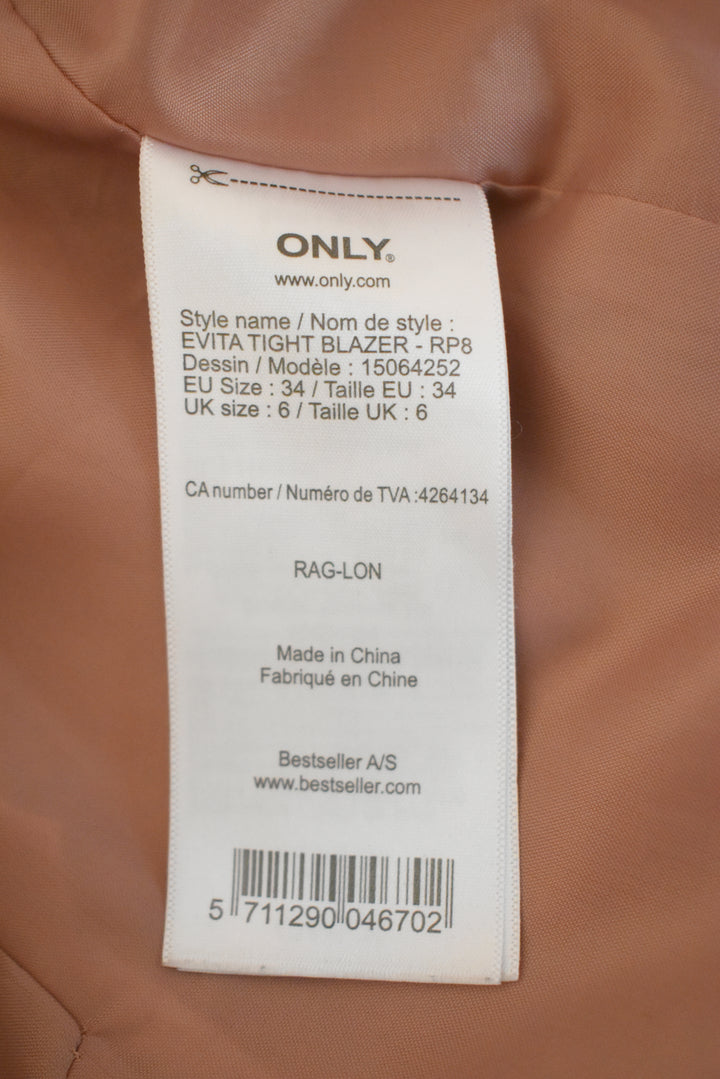 ONLY®
www.only.com
Style name / Nom de style :
EVITA TIGHT BLAZER - RP8
Dessin / Modèle : 15064252
EU Size : 34 / Taille EU : 34
UK size : 6 / Taille UK : 6
CA number / Numéro de TVA :4264134
RAG-LON
Made in China
Fabriqué en Chine
Bestseller A/S
www.bestseller.com
5 711290 046702